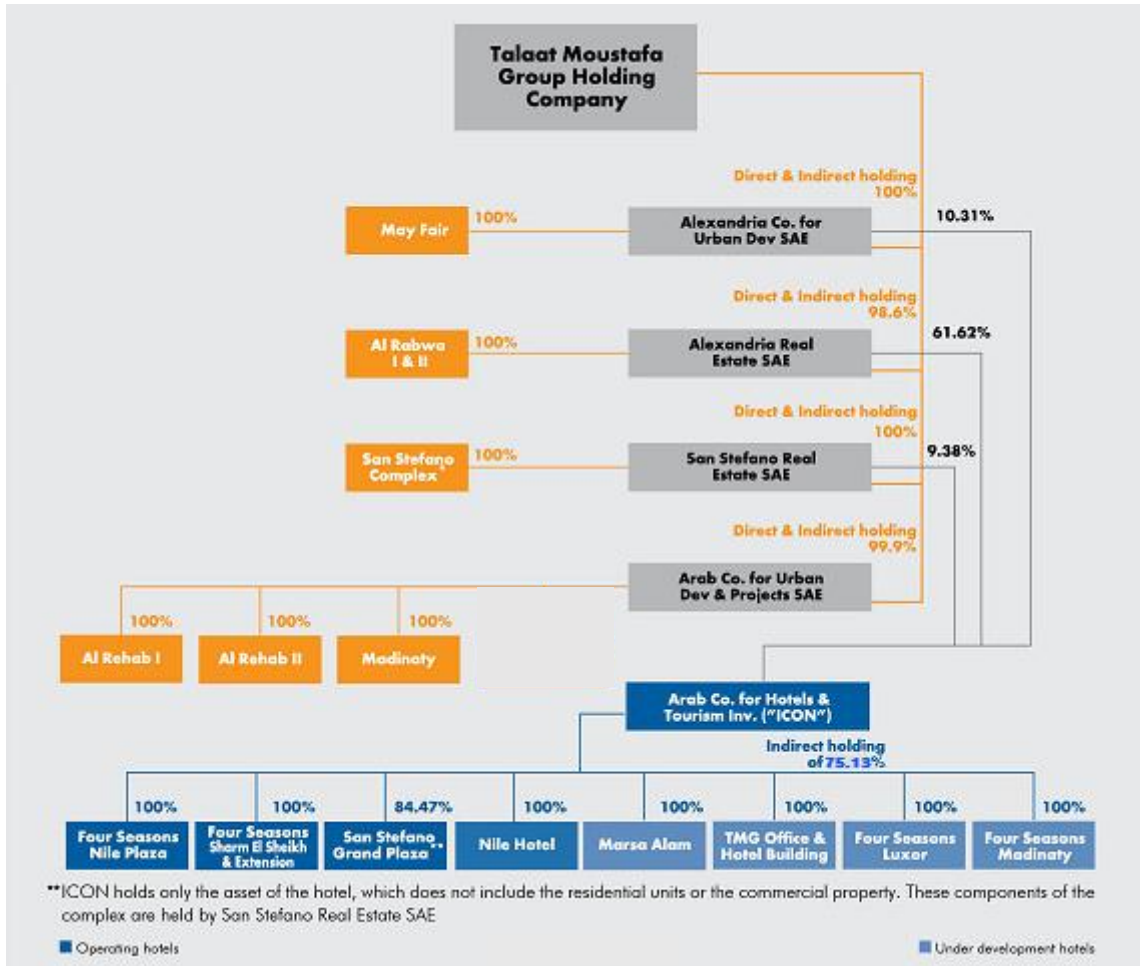 Talaat Moustafa
Group Holding
Company
Direct & Indirect holding
100%
10.31%
May Fair
100%
Alexandria Co. for
Urban Dev SAE
Direct & Indirect holding
98.6%
61.62%
Al Rabwa
I & II
100%
Alexandria Real
Estate SAE
Direct & Indirect holding
100%
9.38%
San Stefano
Complex*
100%
San Stefano Real
Estate SAE
Direct & Indirect holding
99.9%
Arab Co. for Urban
Dev & Projects SAE
100%
100%
100%
Al Rehab I
Al Rehab II
Madinaty
Arab Co. for Hotels &
Tourism Inv. ("ICON")
Indirect holding
of 75.13%
100%
100%
84.47%
100%
100%
100%
100%
100%
Four Seasons
Nile Plaza
Four Seasons
Sharm El Sheikh
& Extension
San Stefano
Grand Plaza**
Nile Hotel
Marsa Alam
TMG Office &
Hotel Building
Four Seasons
Luxor
Four Seasons
Madinaty
**ICON holds only the asset of the hotel, which does not include the residential units or the commercial property. These components of the
complex are held by San Stefano Real Estate SAE
Operating hotels
Under development hotels